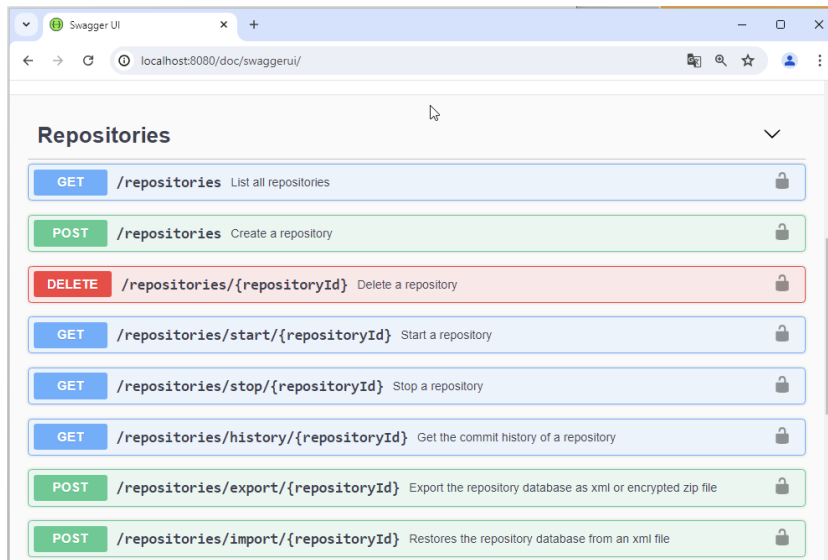 Swagger UI
localhost:8080/doc/swaggerui/
Repositories
GET /repositories List all repositories
POST /repositories Create a repository
DELETE /repositories/{repositoryId} Delete a repository
GET /repositories/start/{repositoryId} Start a repository
GET /repositories/stop/{repositoryId} Stop a repository
GET /repositories/history/{repositoryId} Get the commit history of a repository
POST /repositories/export/{repositoryId} Export the repository database as xml or encrypted zip file
POST /repositories/import/{repositoryId} Restores the repository database from an xml file